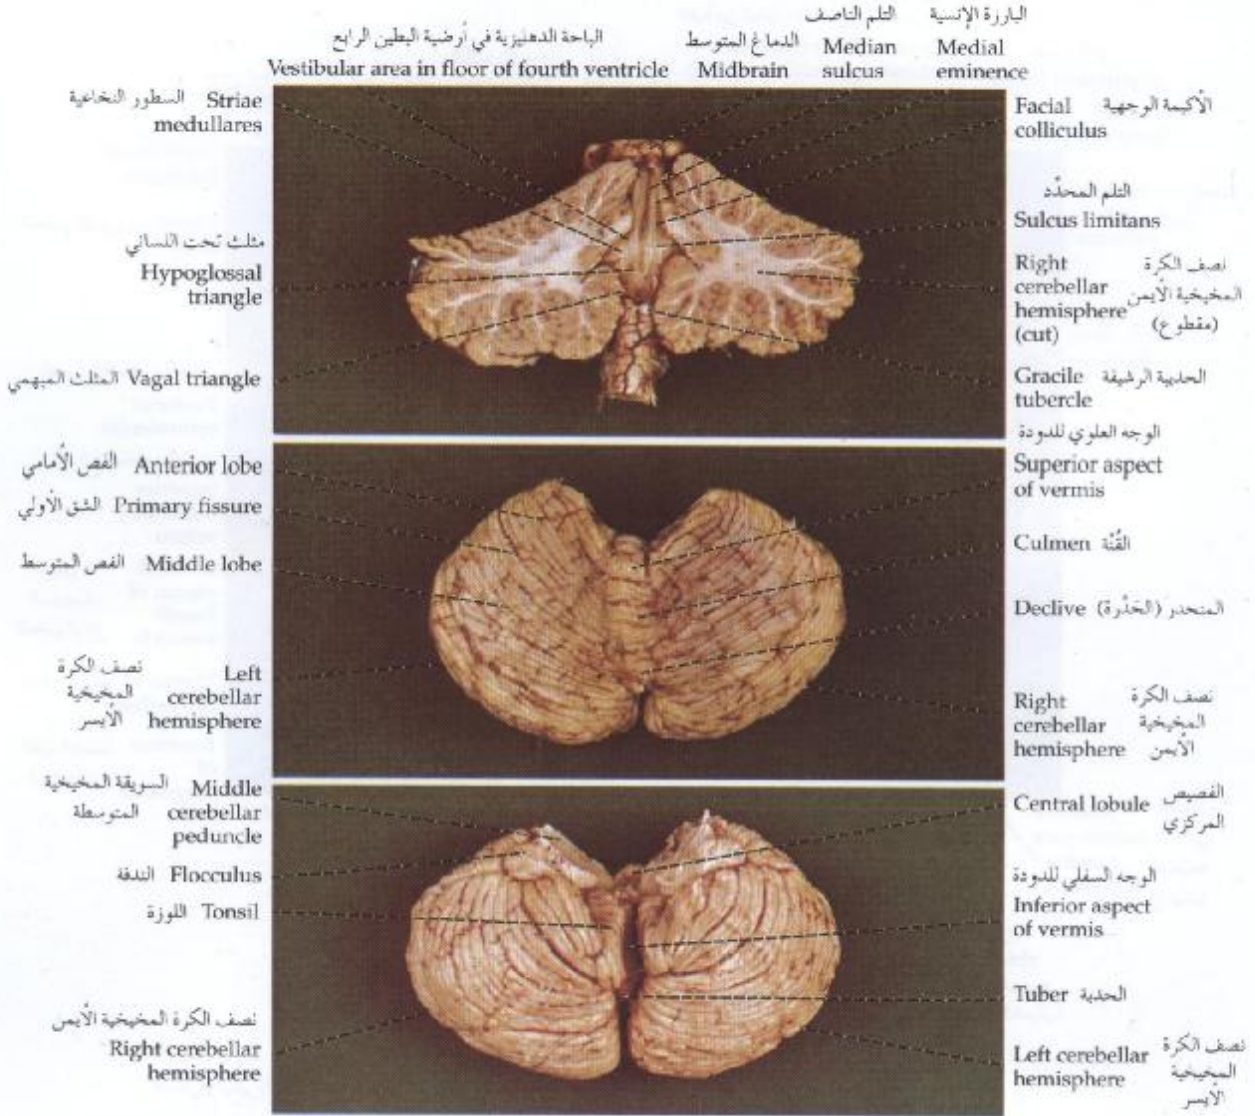 الباحة الدهليزية في أرضية البطين الرابع
Vestibular area in floor of fourth ventricle
الدماغ المتوسط
Midbrain
التلم الناصف
Median
sulcus
البارزة الإنسية
Medial
eminence
السطور النخاعية Striae
medullares
مثلث تحت اللساني
Hypoglossal
triangle
المثلث المبهمي Vagal triangle
Facial الأكيمة الوجهية
colliculus
التلم المحدِّد
Sulcus limitans
Right نصف الكرة
cerebellar المخيخية الأيمن
hemisphere (مقطوع)
(cut)
Gracile الحديبة الرشيقة
tubercle
الفص الأمامي Anterior lobe
الشق الأولي Primary fissure
الفص المتوسط Middle lobe
نصف الكرة Left
المخيخية cerebellar
الأيسر hemisphere
الوجه العلوي للدودة
Superior aspect
of vermis
Culmen القُنَّة
Declive المنحدر (الحَدْرة)
Right نصف الكرة
cerebellar المخيخية
hemisphere الأيمن
السويقة المخيخية Middle
المتوسطة cerebellar
peduncle
الندفة Flocculus
اللوزة Tonsil
نصف الكرة المخيخية الأيمن
Right cerebellar
hemisphere
Central lobule الفصيص
المركزي
الوجه السفلي للدودة
Inferior aspect
of vermis
Tuber الحدبة
Left cerebellar نصف الكرة
hemisphere المخيخية
الأيسر